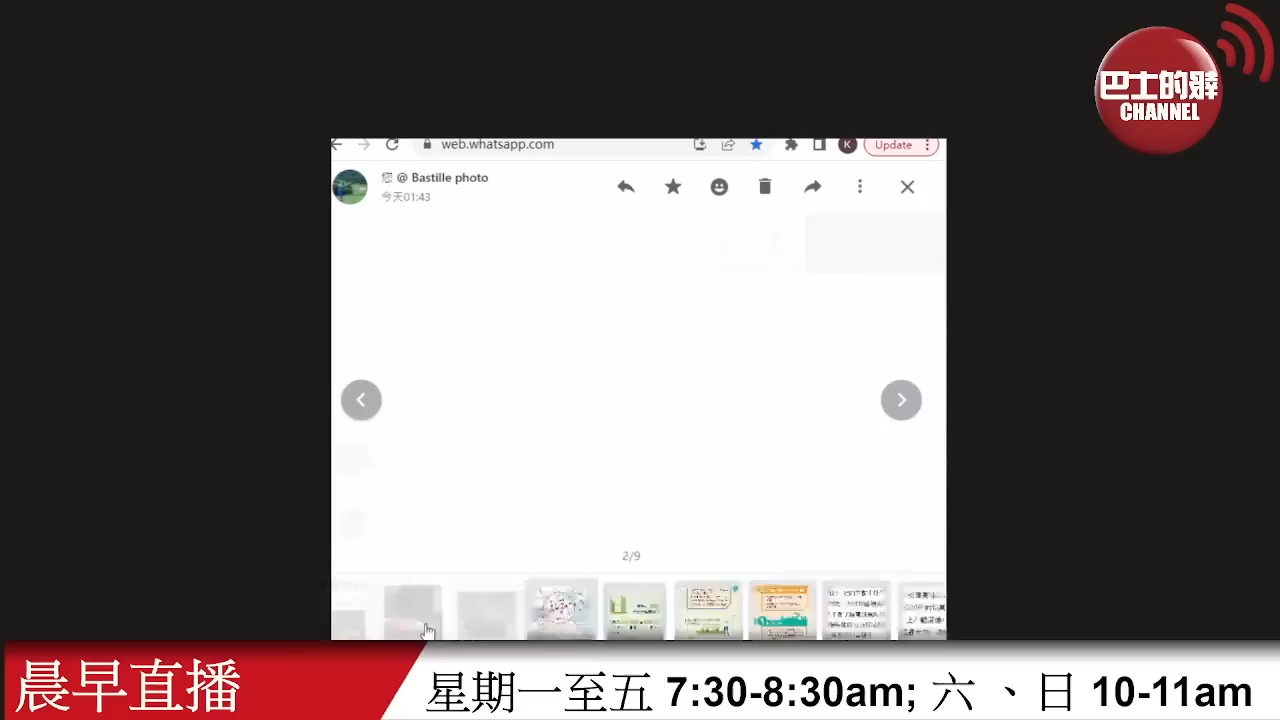 巴士的報
CHANNEL
web.whatsapp.com
K
Update
您 @ Bastille photo
今天01:43
2/9
晨早直播
星期一至五 7:30-8:30am; 六、日 10-11am